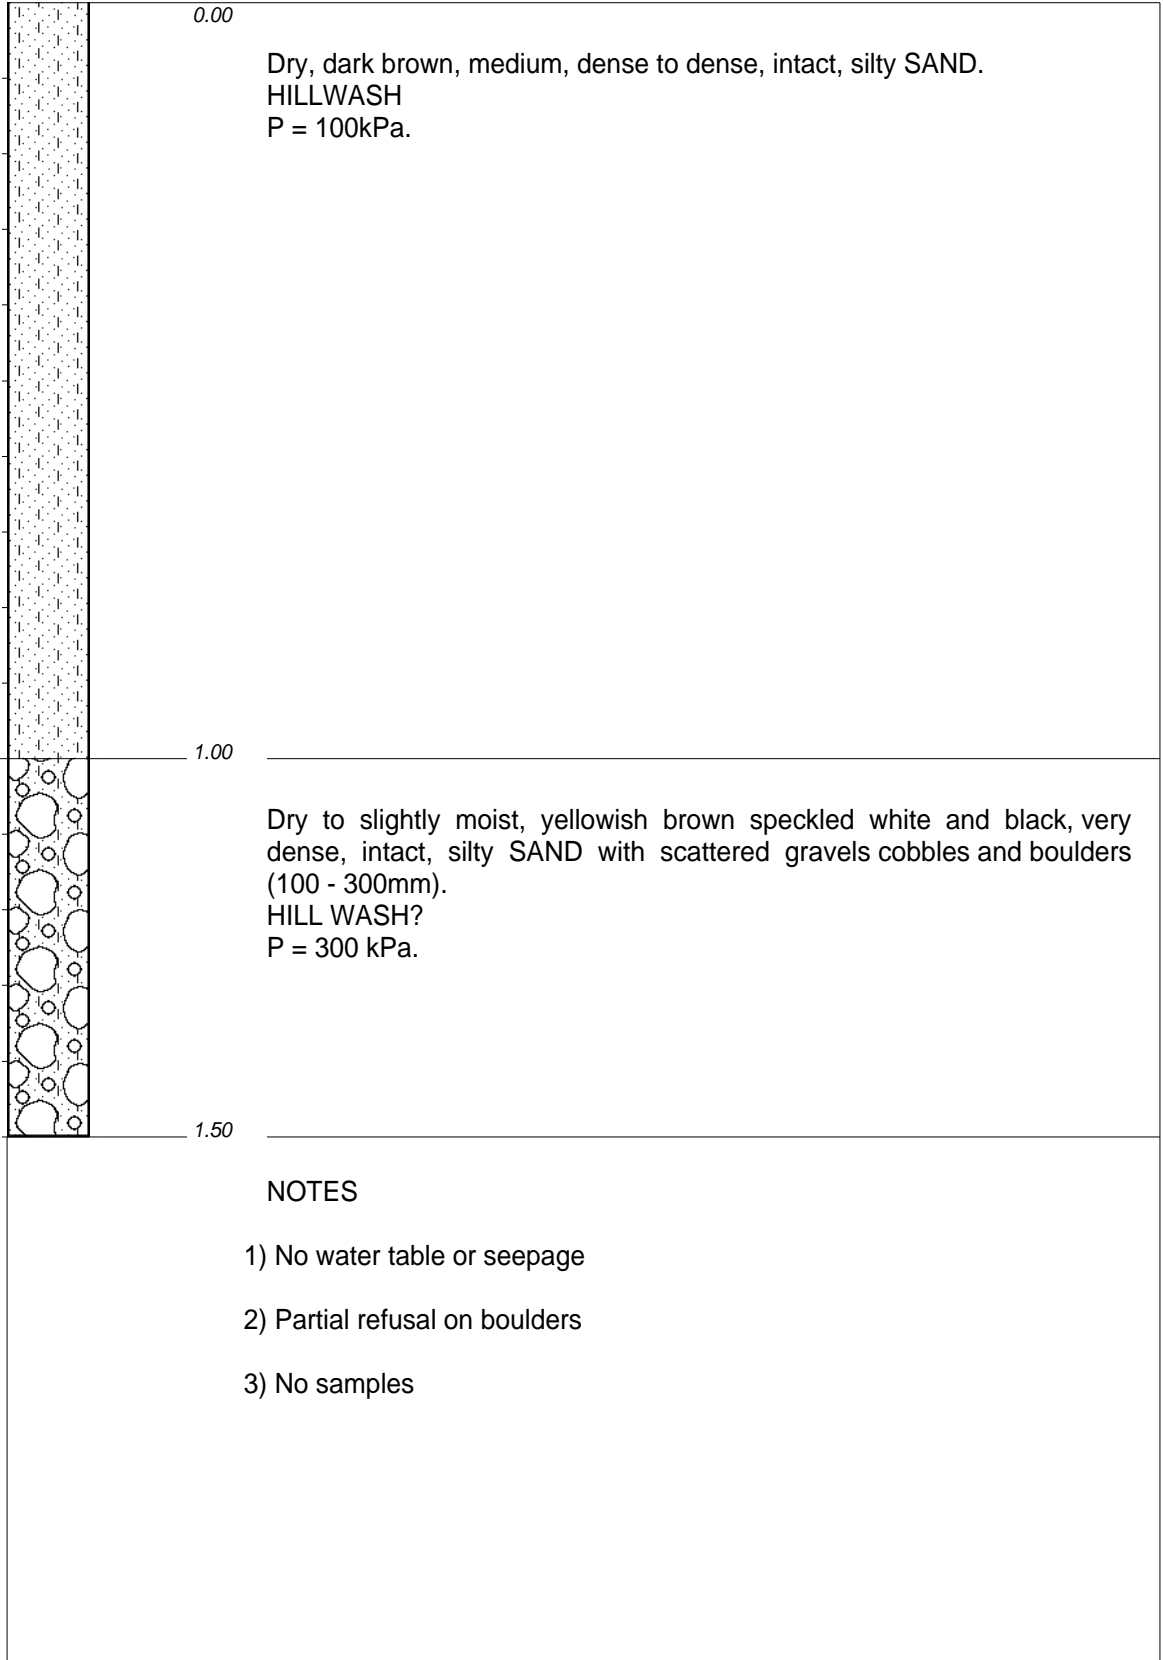 0.00
Dry, dark brown, medium, dense to dense, intact, silty SAND.
HILLWASH
P = 100kPa.
1.00
Dry to slightly moist, yellowish brown speckled white and black, very
dense, intact, silty SAND with scattered gravels cobbles and boulders
(100 - 300mm).
HILL WASH?
P = 300 kPa.
1.50
NOTES
1) No water table or seepage
2) Partial refusal on boulders
3) No samples